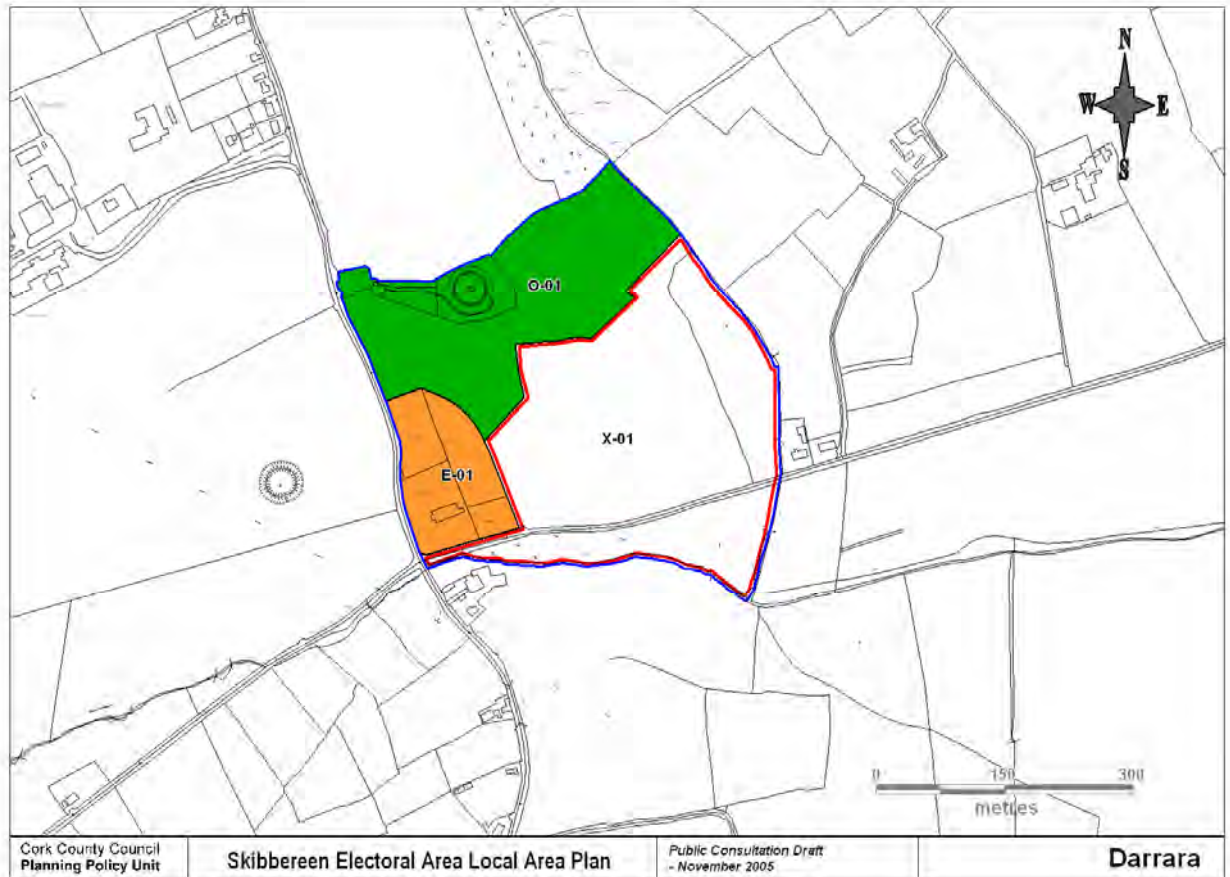 N
W E
S
O-01
X-01
E-01
0 150 300
metres
Cork County Council
Planning Policy Unit
Skibbereen Electoral Area Local Area Plan
Public Consultation Draft
- November 2005
Darrara